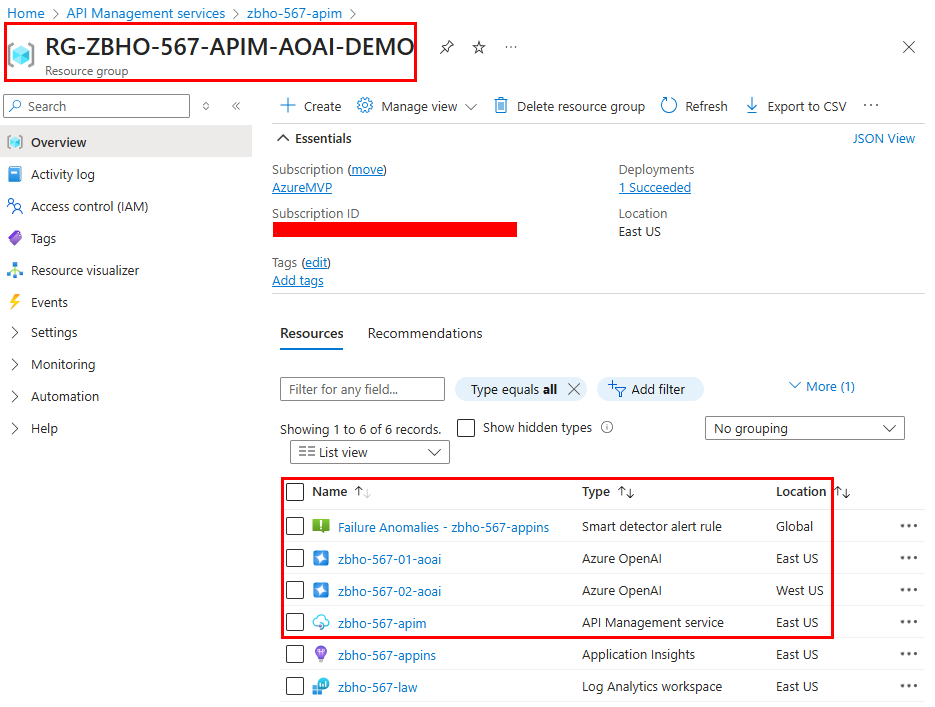 Home > API Management services > zbho-567-apim >
RG-ZBHO-567-APIM-AOAI-DEMO
Resource group
Search
Create Manage view Delete resource group Refresh Export to CSV
Overview
Activity log
Access control (IAM)
Tags
Resource visualizer
Events
Settings
Monitoring
Automation
Help
Essentials JSON View
Subscription (move)
AzureMVP
Subscription ID
Deployments
1 Succeeded
Location
East US
Tags (edit)
Add tags
Resources Recommendations
Filter for any field... Type equals all Add filter More (1)
Showing 1 to 6 of 6 records. Show hidden types No grouping
List view
Name Type Location
Failure Anomalies - zbho-567-appins Smart detector alert rule Global
zbho-567-01-aoai Azure OpenAI East US
zbho-567-02-aoai Azure OpenAI West US
zbho-567-apim API Management service East US
zbho-567-appins Application Insights East US
zbho-567-law Log Analytics workspace East US